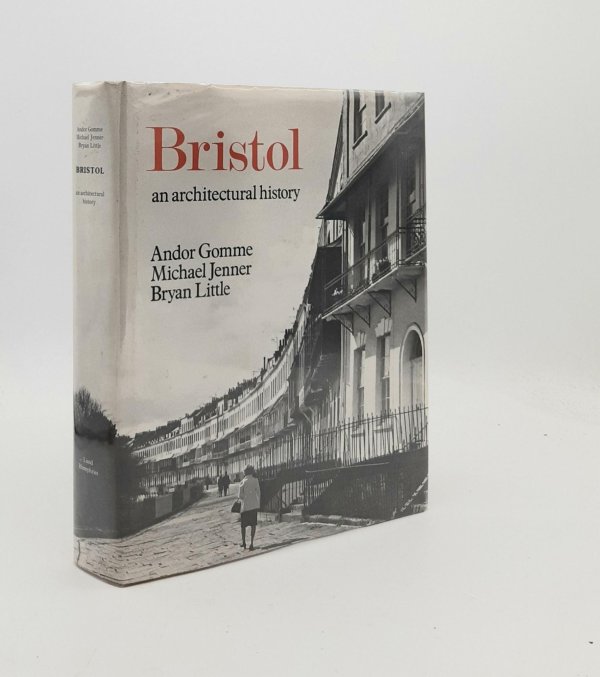 Andor Gomme
Michael Jenner
Bryan Little
BRISTOL
an architectural
history
Lund
Humphries
Bristol
an architectural history
Andor Gomme
Michael Jenner
Bryan Little